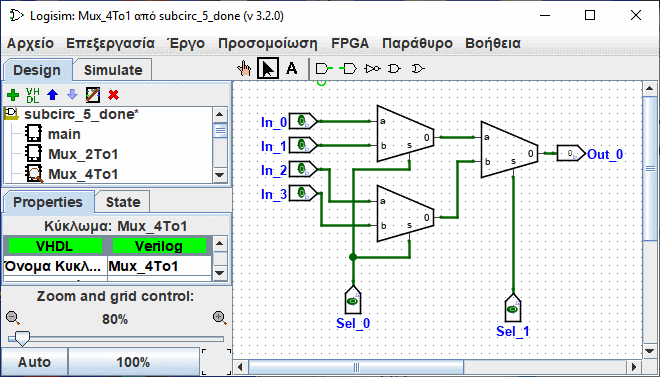 Logisim: Mux_4To1 από subcirc_5_done (v 3.2.0)
Αρχείο Επεξεργασία Έργο Προσομοίωση FPGA Παράθυρο Βοήθεια
Design Simulate
A
VH
DL
subcirc_5_done*
main
Mux_2To1
Mux_4To1
Properties State
Κύκλωμα: Mux_4To1
VHDL Verilog
Όνομα Κυκλ... Mux_4To1
Zoom and grid control:
80%
Auto 100%
In_0
In_1
In_2
In_3
a
b
s
0
a
b
s
0
a
b
s
0
0
Out_0
Sel_0
Sel_1